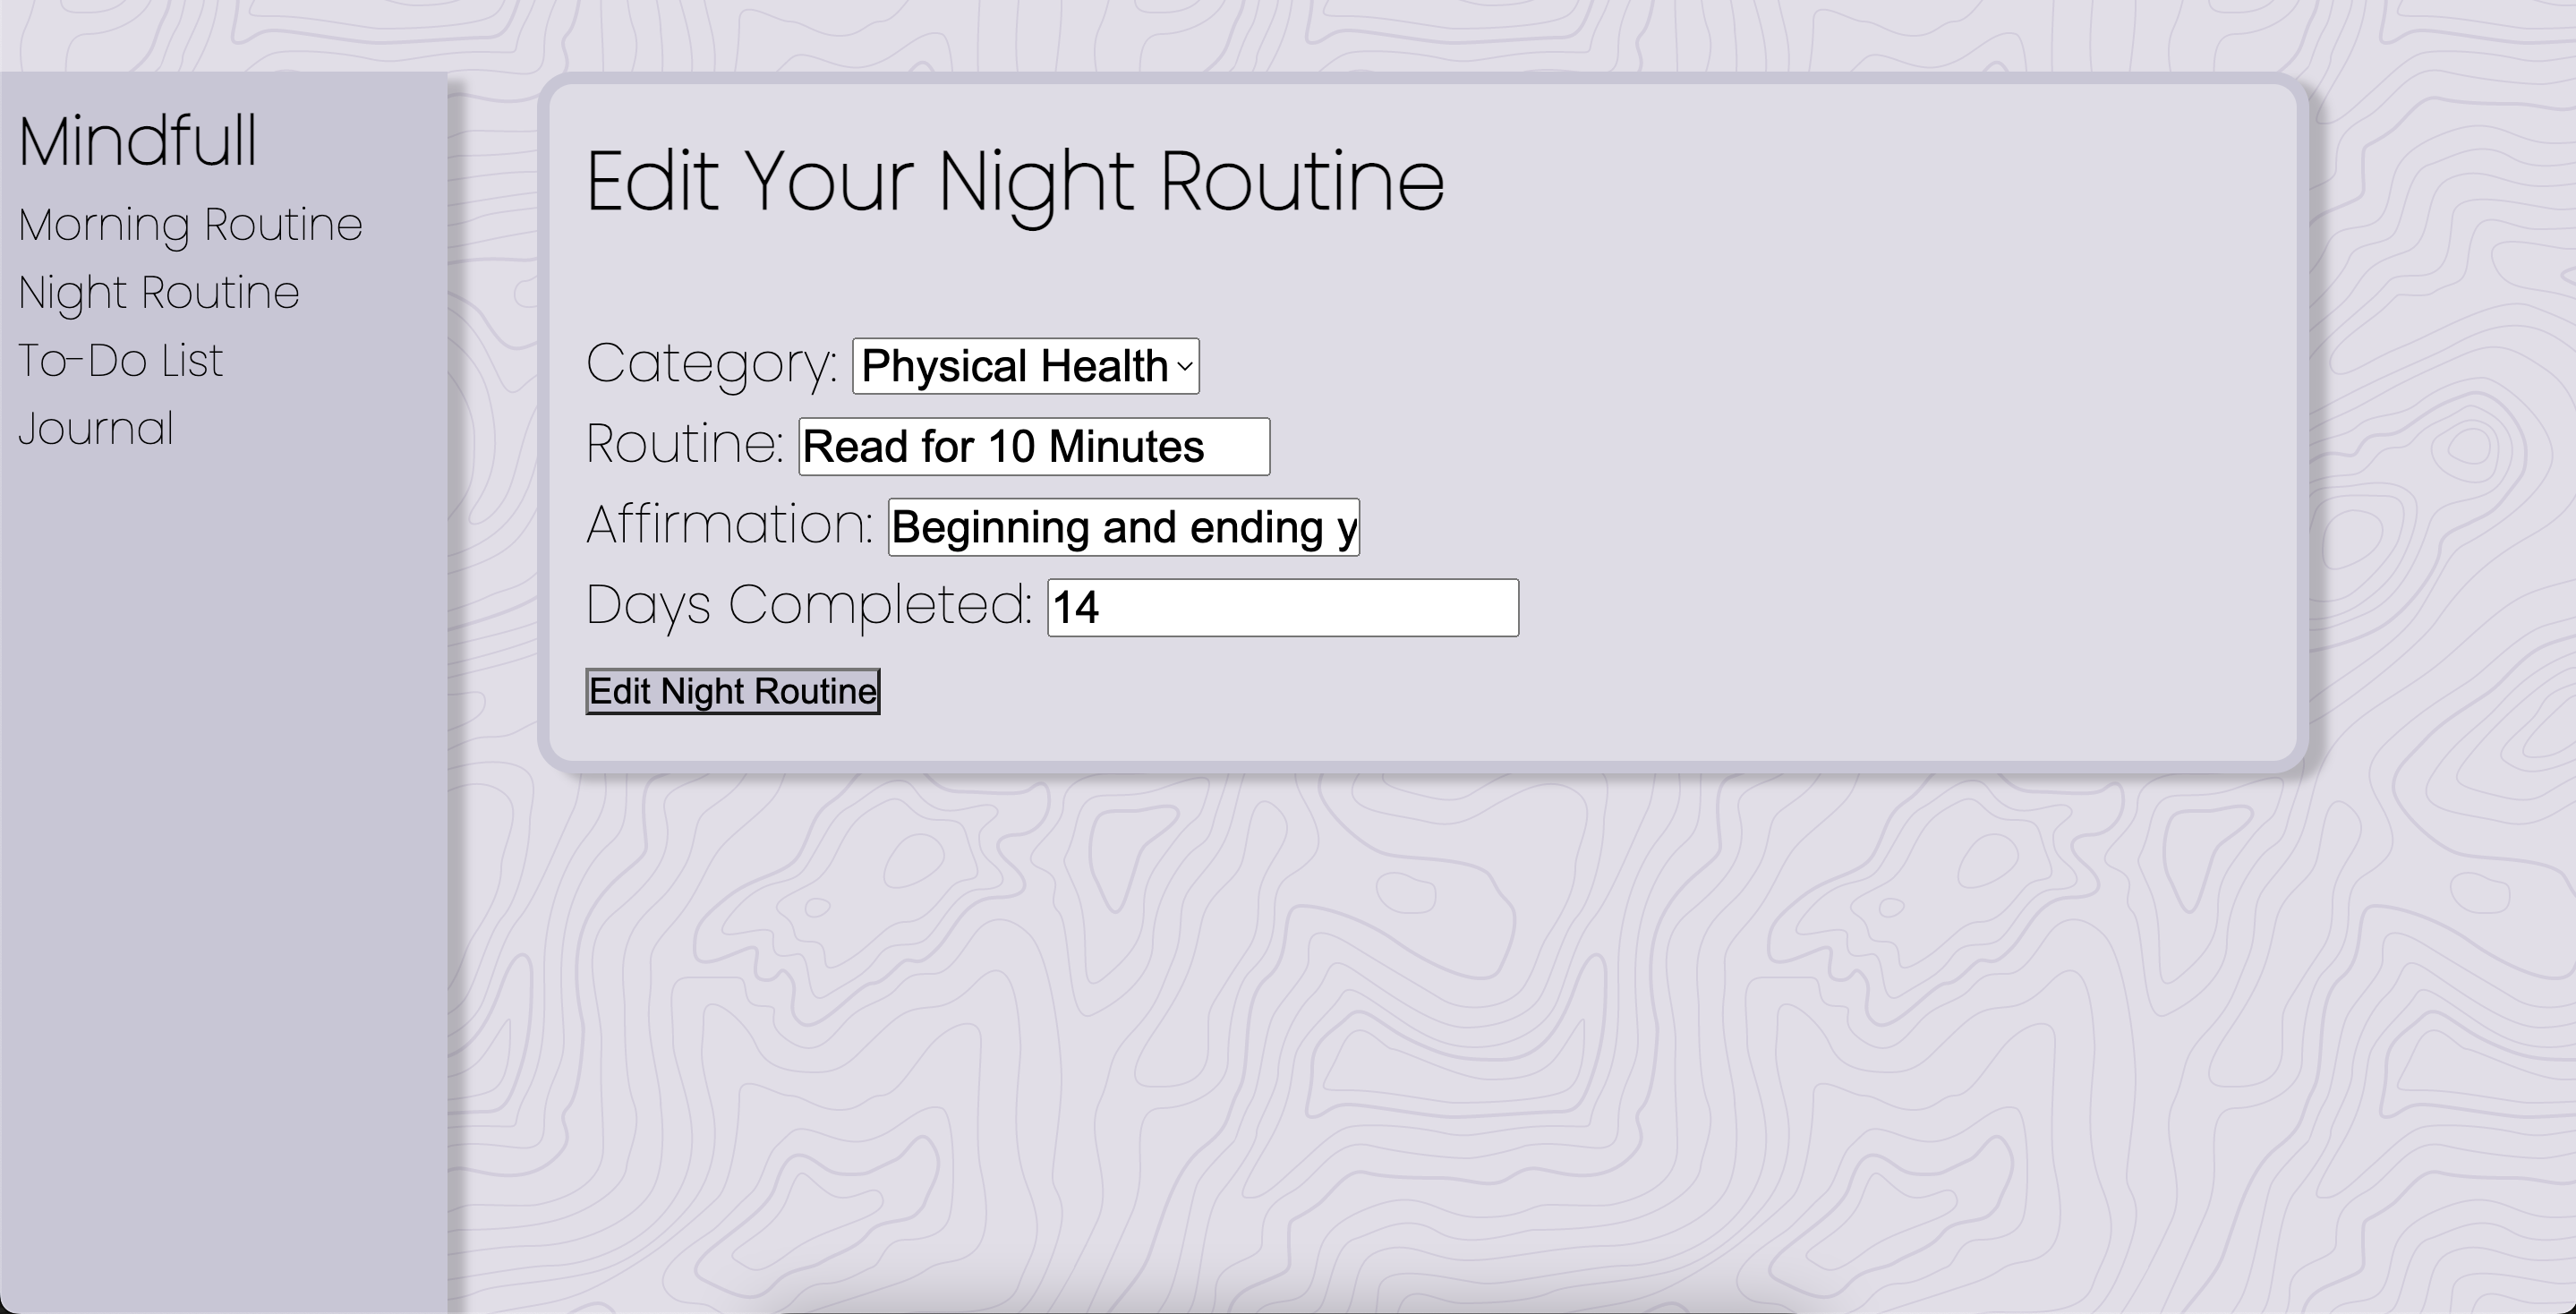 Mindfull
Morning Routine
Night Routine
To-Do List
Journal
Edit Your Night Routine
Category: Physical Health
Routine: Read for 10 Minutes
Affirmation: Beginning and ending y
Days Completed: 14
Edit Night Routine